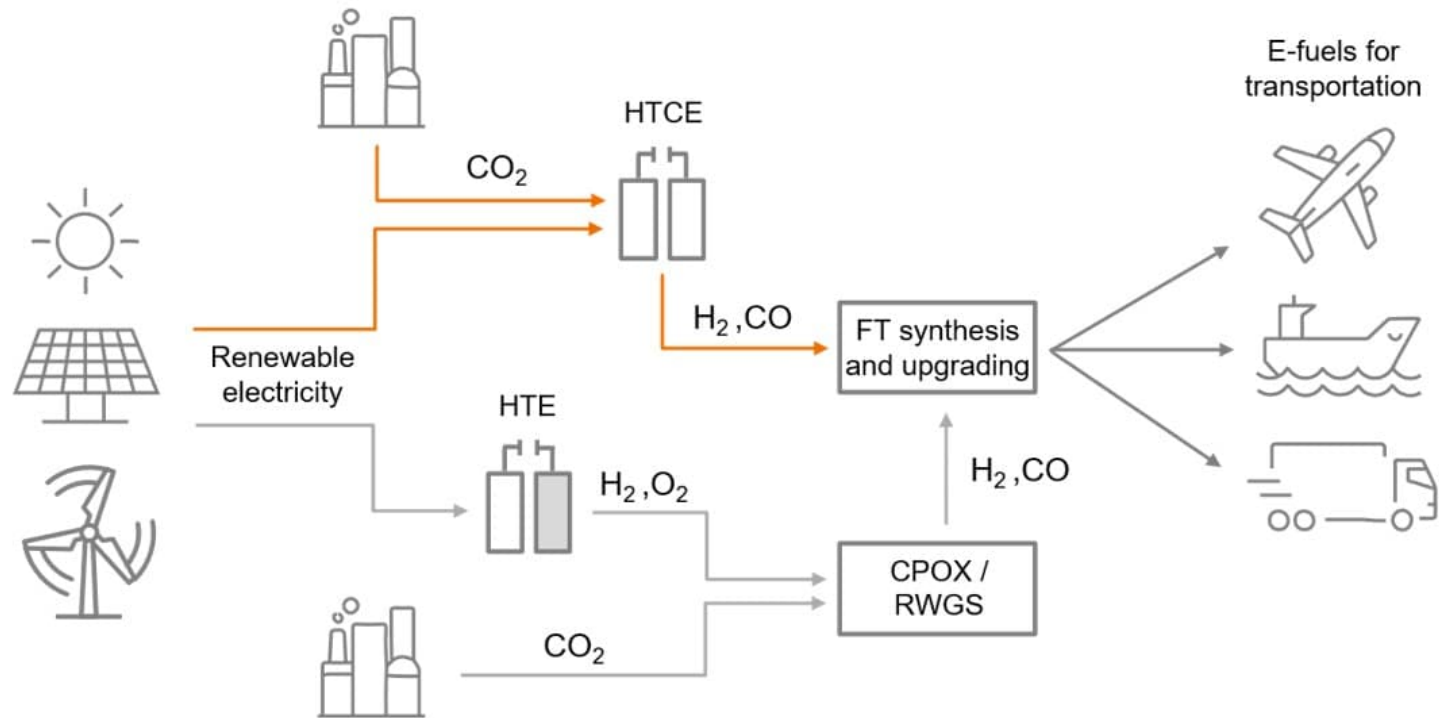 E-fuels for
transportation
HTCE
CO₂
H₂ ,CO
FT synthesis
and upgrading
Renewable
electricity
HTE
H₂ ,O₂
H₂ ,CO
CPOX /
RWGS
CO₂